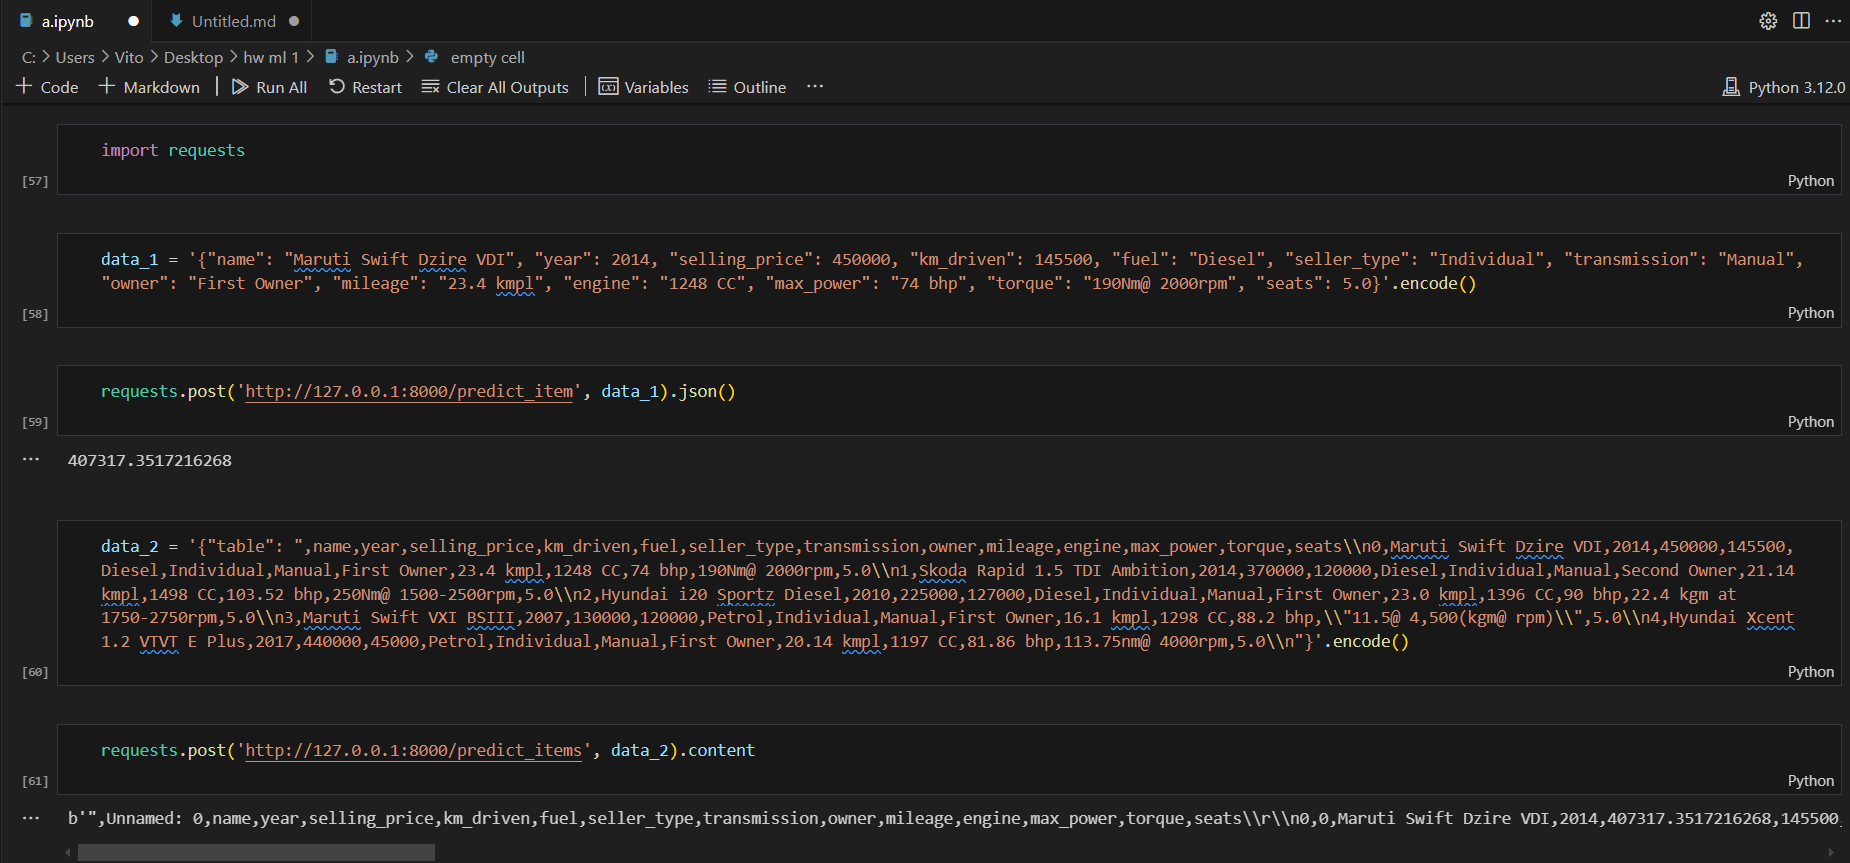 a.ipynb
Untitled.md
C: > Users > Vito > Desktop > hw ml 1 > a.ipynb > empty cell
+ Code + Markdown | Run All Restart Clear All Outputs | Variables Outline ...
Python 3.12.0
import requests
[57]
Python
data_1 = '{"name": "Maruti Swift Dzire VDI", "year": 2014, "selling_price": 450000, "km_driven": 145500, "fuel": "Diesel", "seller_type": "Individual", "transmission": "Manual",
"owner": "First Owner", "mileage": "23.4 kmpl", "engine": "1248 CC", "max_power": "74 bhp", "torque": "190Nm@ 2000rpm", "seats": 5.0}'.encode()
[58]
Python
requests.post('http://127.0.0.1:8000/predict_item', data_1).json()
[59]
Python
... 407317.3517216268
data_2 = '{"table": ",name,year,selling_price,km_driven,fuel,seller_type,transmission,owner,mileage,engine,max_power,torque,seats\\n0,Maruti Swift Dzire VDI,2014,450000,145500,
Diesel,Individual,Manual,First Owner,23.4 kmpl,1248 CC,74 bhp,190Nm@ 2000rpm,5.0\\n1,Skoda Rapid 1.5 TDI Ambition,2014,370000,120000,Diesel,Individual,Manual,Second Owner,21.14
kmpl,1498 CC,103.52 bhp,250Nm@ 1500-2500rpm,5.0\\n2,Hyundai i20 Sportz Diesel,2010,225000,127000,Diesel,Individual,Manual,First Owner,23.0 kmpl,1396 CC,90 bhp,22.4 kgm at
1750-2750rpm,5.0\\n3,Maruti Swift VXI BSIII,2007,130000,120000,Petrol,Individual,Manual,First Owner,16.1 kmpl,1298 CC,88.2 bhp,\\"11.5@ 4,500(kgm@ rpm)\\",5.0\\n4,Hyundai Xcent
1.2 VTVT E Plus,2017,440000,45000,Petrol,Individual,Manual,First Owner,20.14 kmpl,1197 CC,81.86 bhp,113.75nm@ 4000rpm,5.0\\n"}'.encode()
[60]
Python
requests.post('http://127.0.0.1:8000/predict_items', data_2).content
[61]
Python
... b'",Unnamed: 0,name,year,selling_price,km_driven,fuel,seller_type,transmission,owner,mileage,engine,max_power,torque,seats\\r\\n0,0,Maruti Swift Dzire VDI,2014,407317.3517216268,145500,